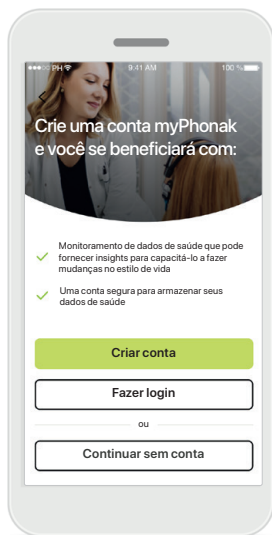 PH 9:41 AM 100 %
Crie uma conta myPhonak
e você se beneficiará com:
Monitoramento de dados de saúde que pode
fornecer insights para capacitá-lo a fazer
mudanças no estilo de vida
Uma conta segura para armazenar seus
dados de saúde
Criar conta
Fazer login
ou
Continuar sem conta